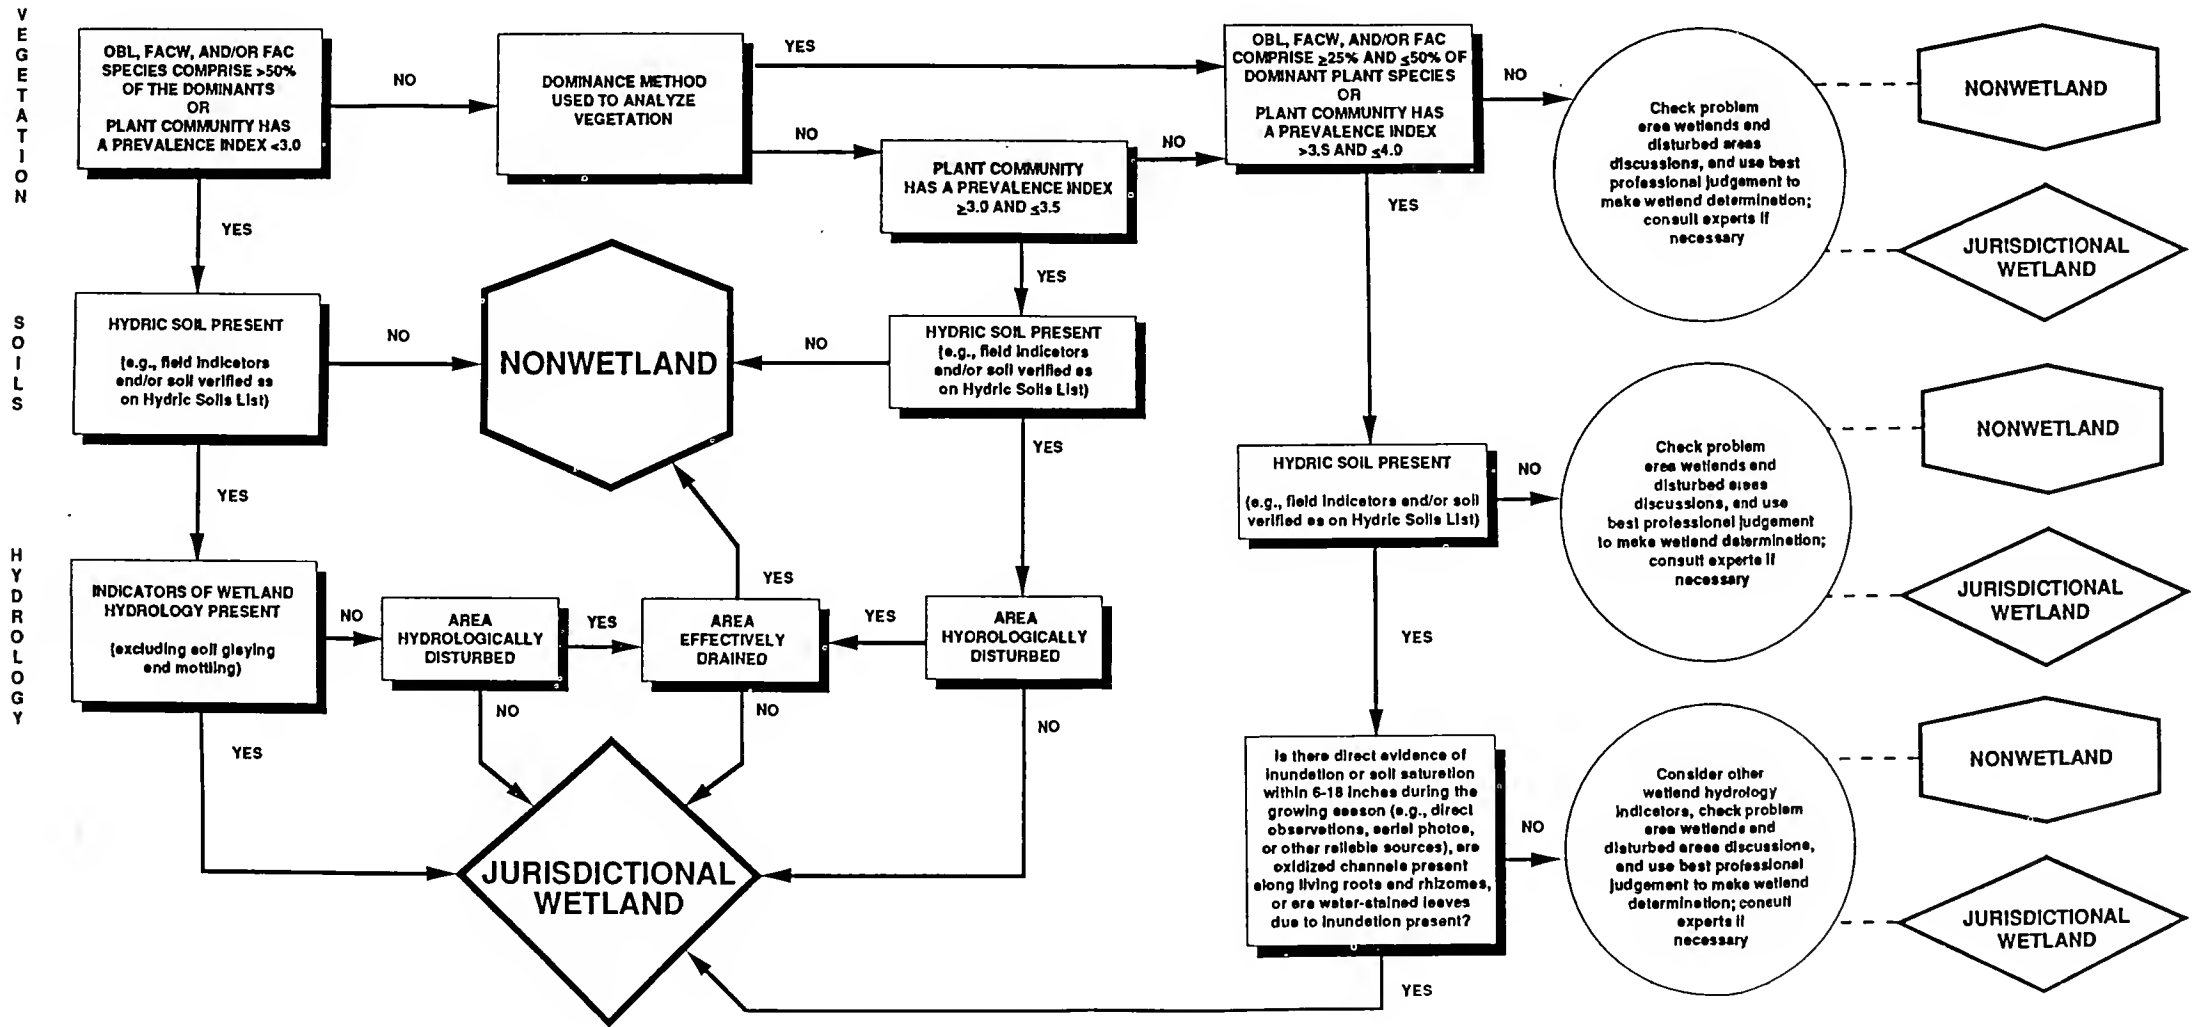 VEGETATION
OBL, FACW, AND/OR FAC
SPECIES COMPRISE >50%
OF THE DOMINANTS
OR
PLANT COMMUNITY HAS
A PREVALENCE INDEX <3.0
NO
YES
DOMINANCE METHOD
USED TO ANALYZE
VEGETATION
YES
NO
PLANT COMMUNITY
HAS A PREVALENCE INDEX
≥3.0 AND ≤3.5
NO
YES
OBL, FACW, AND/OR FAC
COMPRISE ≥25% AND ≤50% OF
DOMINANT PLANT SPECIES
OR
PLANT COMMUNITY HAS
A PREVALENCE INDEX
>3.5 AND ≤4.0
NO
YES
Check problem
area wetlands and
disturbed areas
discussions, and use best
professional judgement to
make wetland determination;
consult experts if
necessary
NONWETLAND
JURISDICTIONAL
WETLAND
SOILS
HYDRIC SOIL PRESENT
(e.g., field indicators
and/or soil verified as
on Hydric Soils List)
NO
YES
NONWETLAND
NO
HYDRIC SOIL PRESENT
(e.g., field indicators
and/or soil verified as
on Hydric Soils List)
YES
HYDRIC SOIL PRESENT
(e.g., field indicators and/or soil
verified as on Hydric Soils List)
NO
YES
Check problem
area wetlands and
disturbed areas
discussions, and use
best professional judgement
to make wetland determination;
consult experts if
necessary
NONWETLAND
JURISDICTIONAL
WETLAND
HYDROLOGY
INDICATORS OF WETLAND
HYDROLOGY PRESENT
(excluding soil gleying
and mottling)
NO
YES
AREA
HYDROLOGICALLY
DISTURBED
YES
NO
AREA
EFFECTIVELY
DRAINED
YES
NO
YES
AREA
HYDROLOGICALLY
DISTURBED
NO
JURISDICTIONAL
WETLAND
Is there direct evidence of
inundation or soil saturation
within 6-18 inches during the
growing season (e.g., direct
observations, aerial photos,
or other reliable sources), are
oxidized channels present
along living roots and rhizomes,
or are water-stained leaves
due to inundation present?
NO
YES
Consider other
wetland hydrology
indicators, check problem
area wetlands and
disturbed areas discussions,
and use best professional
judgement to make wetland
determination; consult
experts if
necessary
NONWETLAND
JURISDICTIONAL
WETLAND